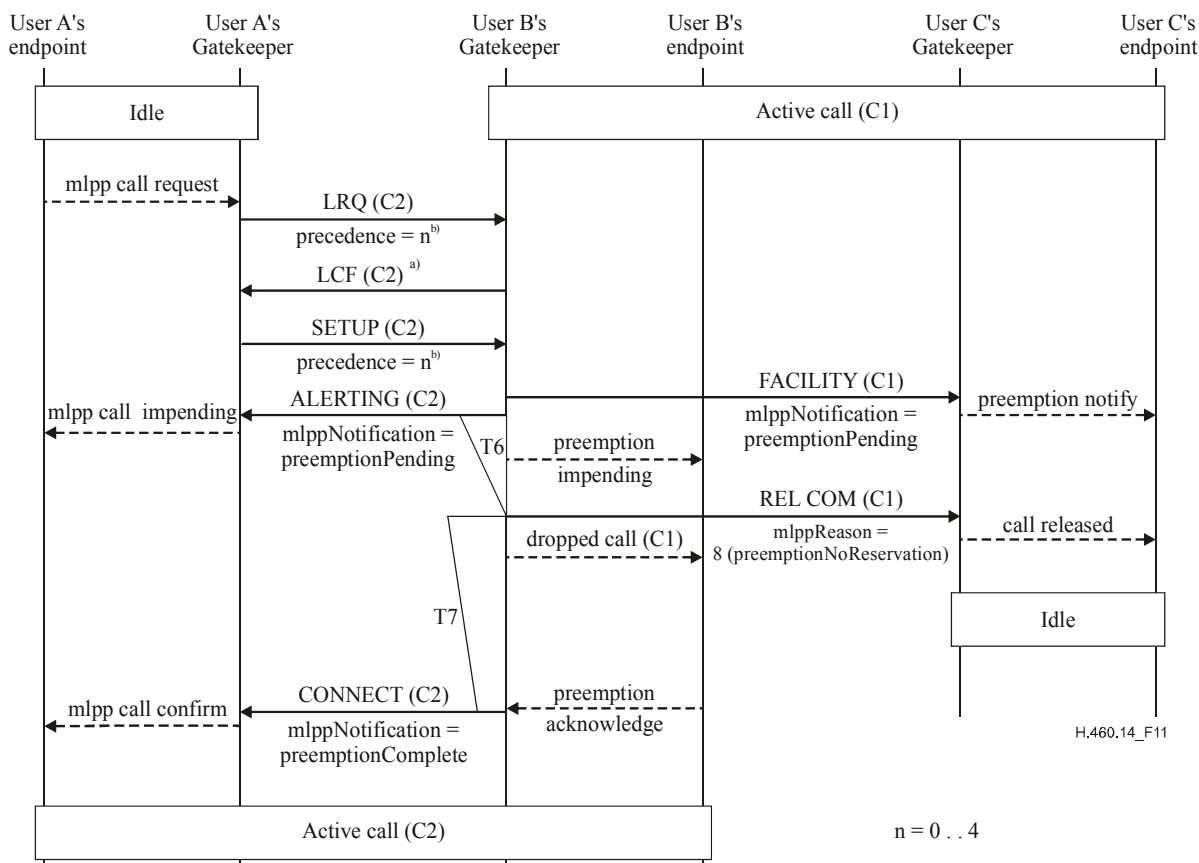 User A's
endpoint
User A's
Gatekeeper
User B's
Gatekeeper
User B's
endpoint
User C's
Gatekeeper
User C's
endpoint
Idle
Active call (C1)
mlpp call request
LRQ (C2)
precedence = n b)
LCF (C2) a)
SETUP (C2)
precedence = n b)
FACILITY (C1)
mlppNotification =
preemptionPending
preemption notify
ALERTING (C2)
mlppNotification =
preemptionPending
mlpp call impending
T6
preemption
impending
REL COM (C1)
mlppReason =
8 (preemptionNoReservation)
call released
dropped call (C1)
T7
Idle
preemption
acknowledge
CONNECT (C2)
mlppNotification =
preemptionComplete
mlpp call confirm
H.460.14_F11
Active call (C2)
n = 0 . . 4